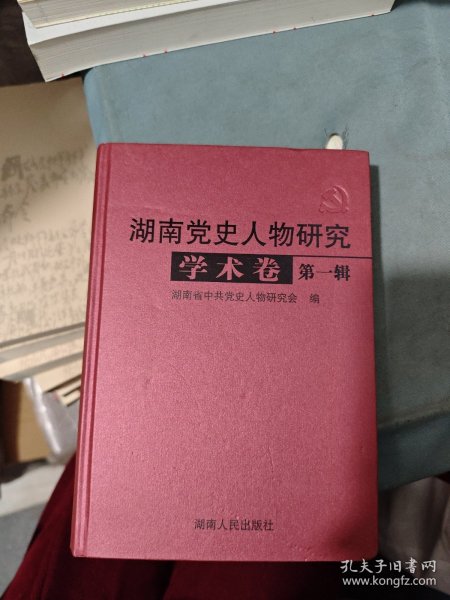 湖南党史人物研究
学术卷 第一辑
湖南省中共党史人物研究会 编
湖南人民出版社
孔夫子旧书网
www.kongfz.com